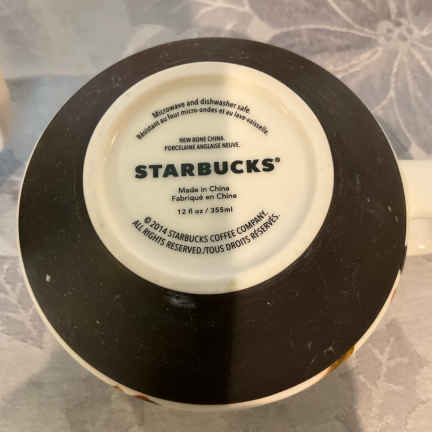 Microwave and dishwasher safe.
Résistant au four micro-ondes et au lave-vaisselle.
NEW BONE CHINA.
PORCELAINE ANGLAISE NEUVE.
STARBUCKS®
Made in China
Fabriqué en Chine
12 fl oz / 355ml
© 2014 STARBUCKS COFFEE COMPANY.
ALL RIGHTS RESERVED./TOUS DROITS RÉSERVÉS.